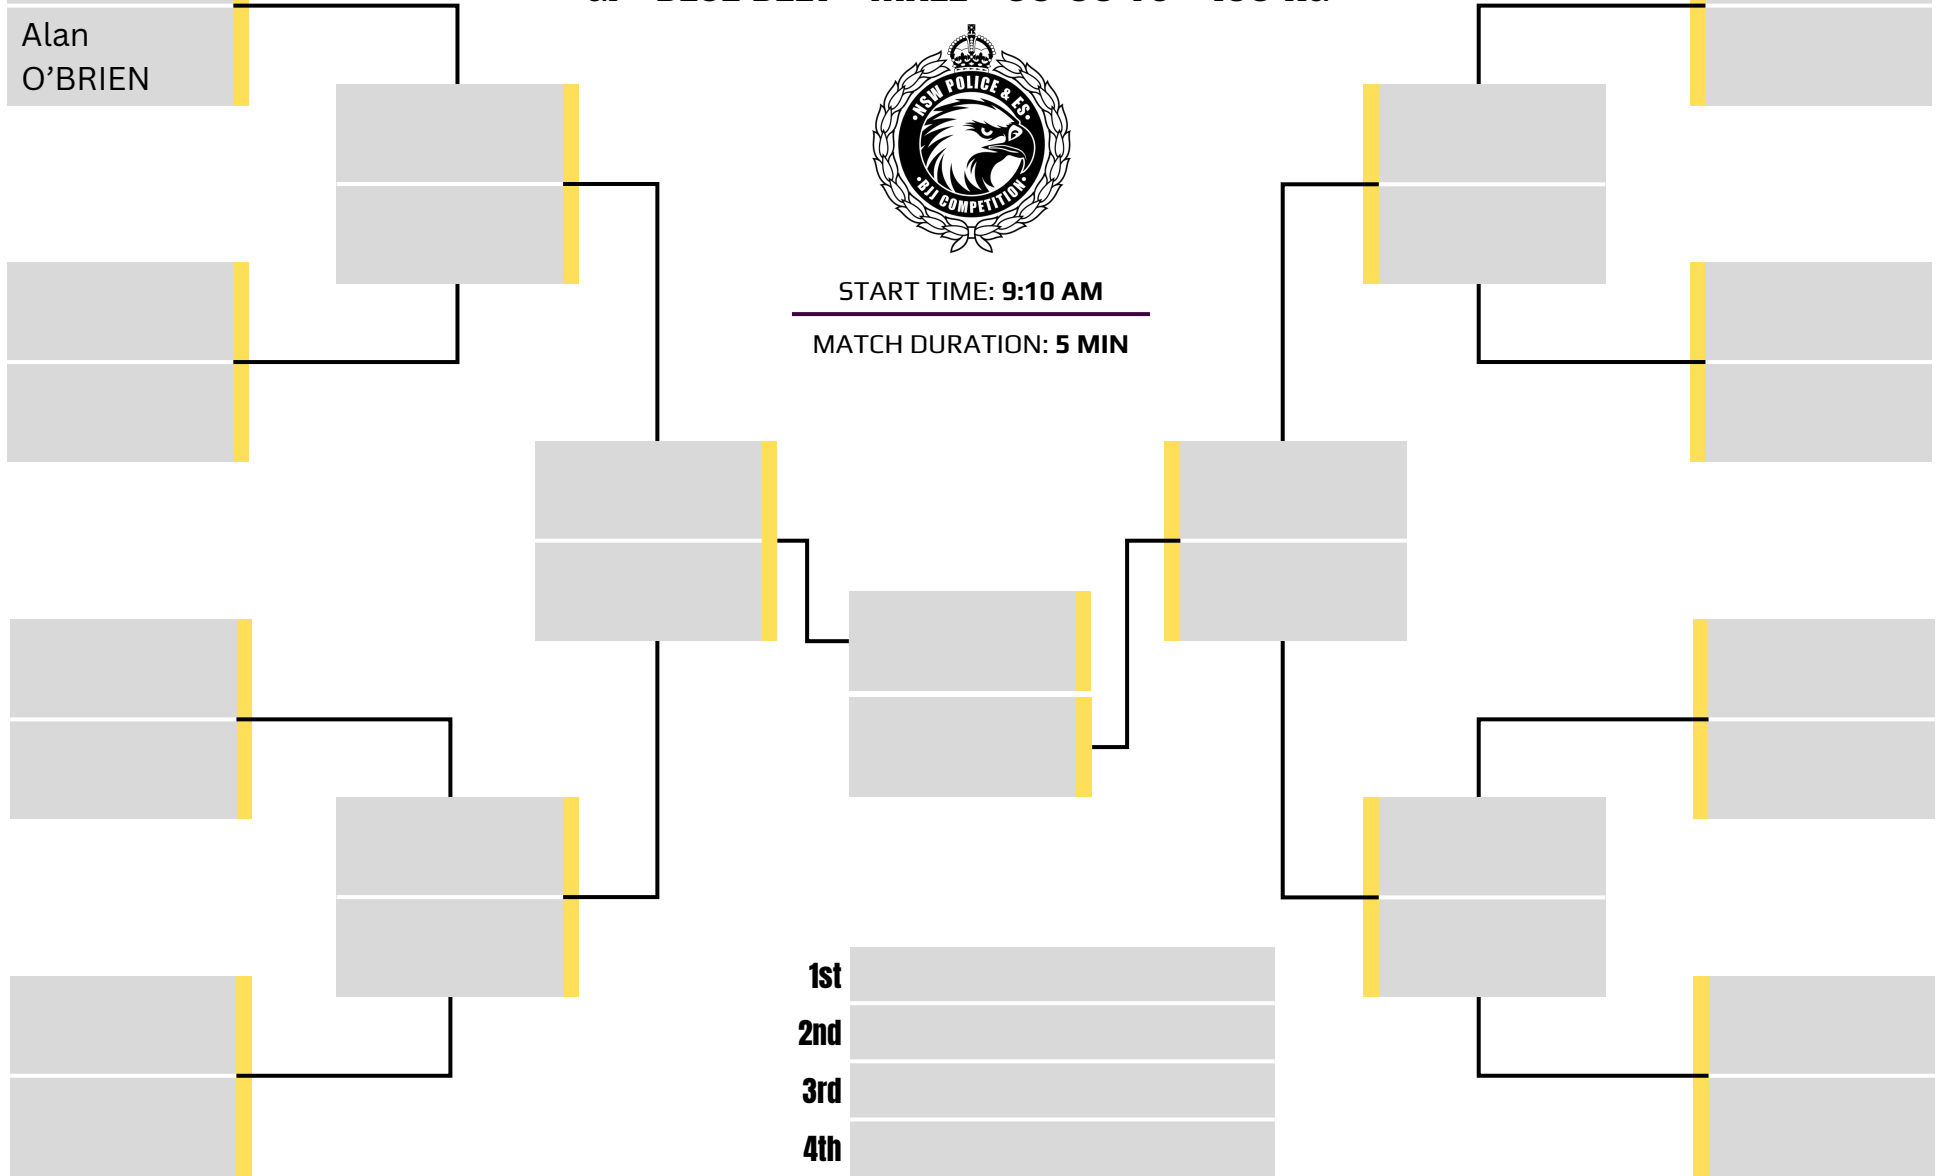 Alan
O’BRIEN
NSW POLICE & ES
BJJ COMPETITION
START TIME: 9:10 AM
MATCH DURATION: 5 MIN
1st
2nd
3rd
4th